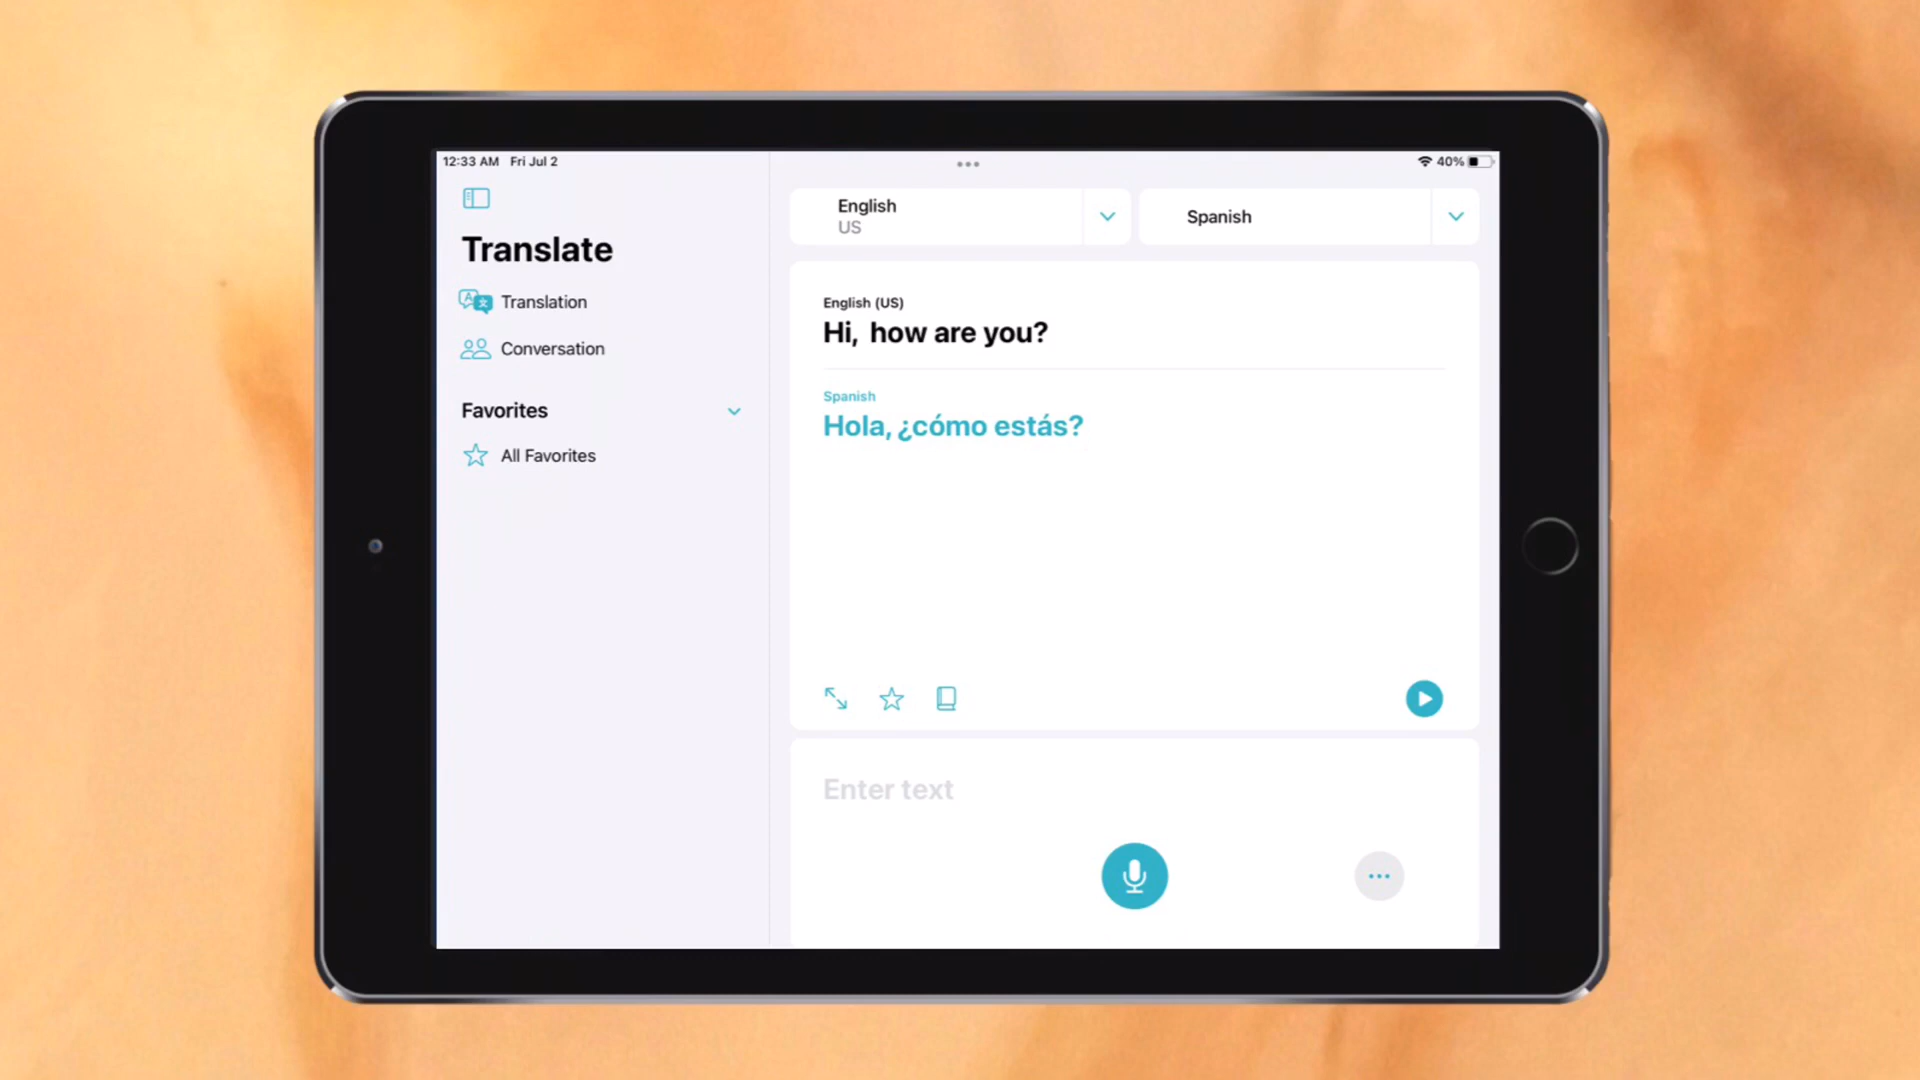 12:33 AM Fri Jul 2
40%
Translate
Translation
Conversation
Favorites
All Favorites
English
US
Spanish
English (US)
Hi, how are you?
Spanish
Hola, ¿cómo estás?
Enter text